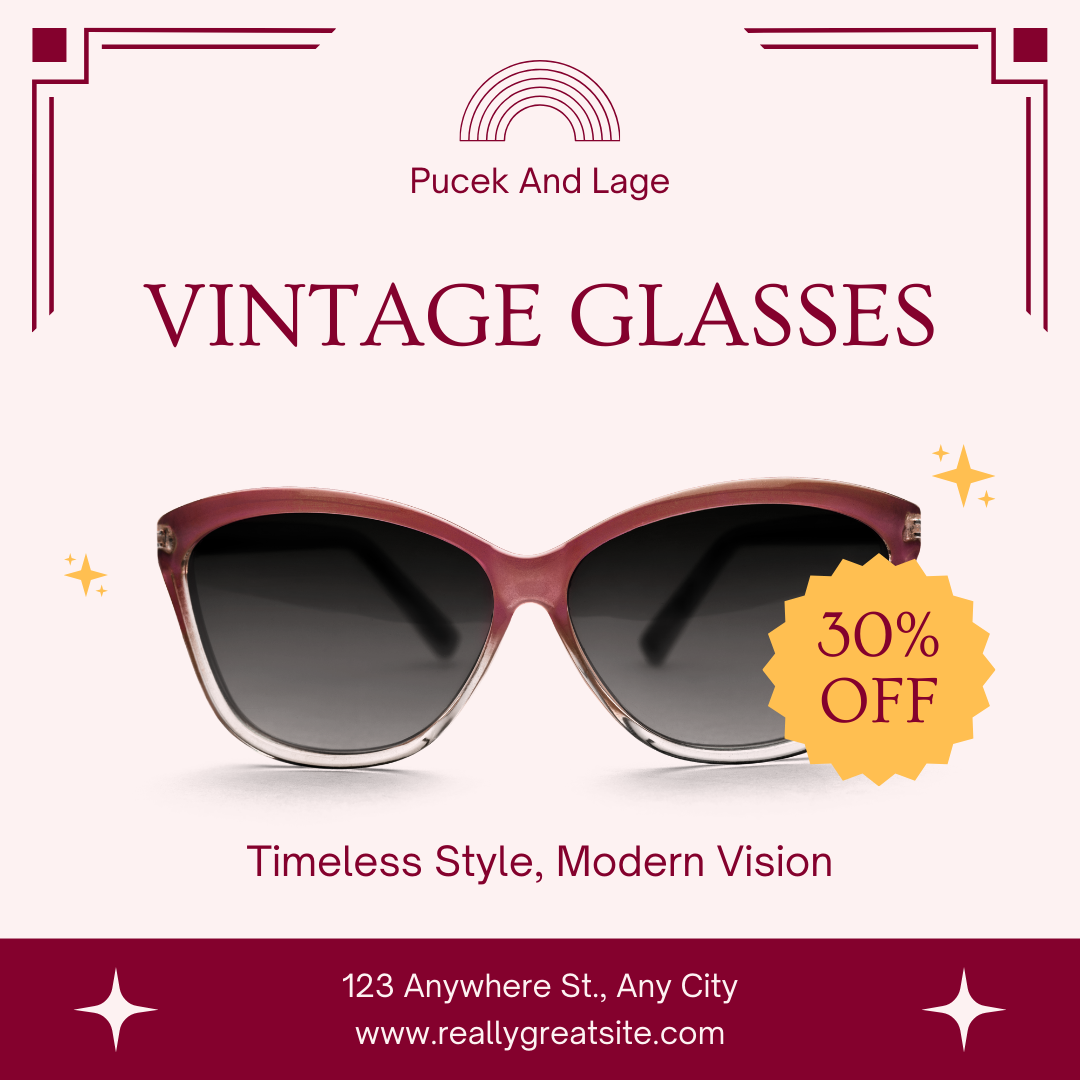 Pucek And Lage
VINTAGE GLASSES
30%
OFF
Timeless Style, Modern Vision
123 Anywhere St., Any City
www.reallygreatsite.com